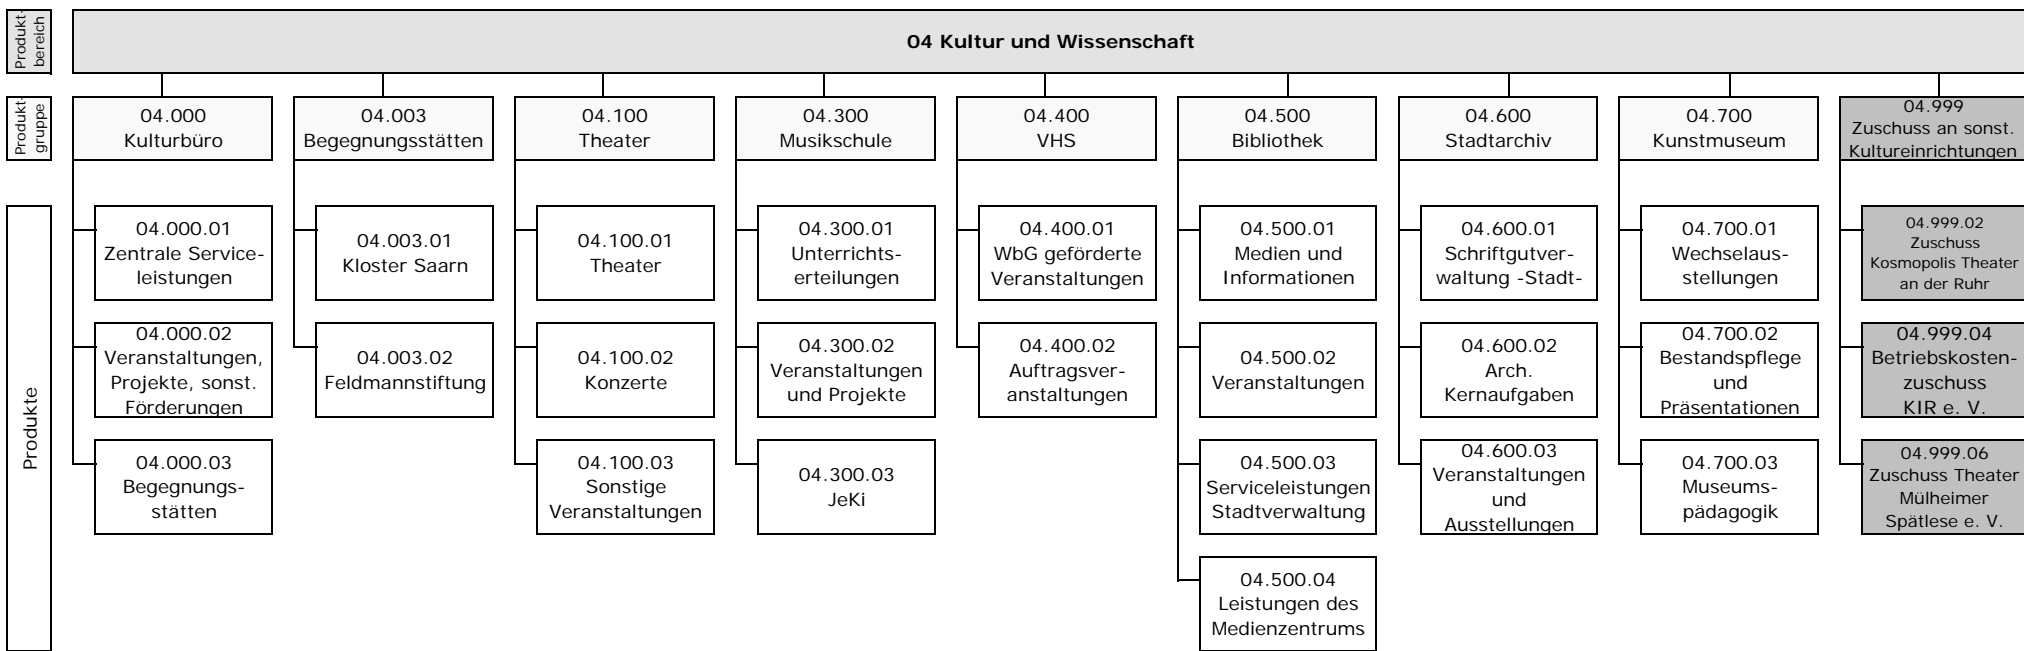 Produkt-
bereich
04 Kultur und Wissenschaft
Produkt-
gruppe
04.000
Kulturbüro
04.003
Begegnungsstätten
04.100
Theater
04.300
Musikschule
04.400
VHS
04.500
Bibliothek
04.600
Stadtarchiv
04.700
Kunstmuseum
04.999
Zuschuss an sonst.
Kultureinrichtungen
Produkte
04.000.01
Zentrale Service-
leistungen
04.000.02
Veranstaltungen,
Projekte, sonst.
Förderungen
04.000.03
Begegnungs-
stätten
04.003.01
Kloster Saarn
04.003.02
Feldmannstiftung
04.100.01
Theater
04.100.02
Konzerte
04.100.03
Sonstige
Veranstaltungen
04.300.01
Unterrichts-
erteilungen
04.300.02
Veranstaltungen
und Projekte
04.300.03
JeKi
04.400.01
WbG geförderte
Veranstaltungen
04.400.02
Auftragsver-
anstaltungen
04.500.01
Medien und
Informationen
04.500.02
Veranstaltungen
04.500.03
Serviceleistungen
Stadtverwaltung
04.500.04
Leistungen des
Medienzentrums
04.600.01
Schriftgutver-
waltung -Stadt-
04.600.02
Arch.
Kernaufgaben
04.600.03
Veranstaltungen
und
Ausstellungen
04.700.01
Wechselaus-
stellungen
04.700.02
Bestandspflege
und
Präsentationen
04.700.03
Museums-
pädagogik
04.999.02
Zuschuss
Kosmopolis Theater
an der Ruhr
04.999.04
Betriebskosten-
zuschuss
KIR e. V.
04.999.06
Zuschuss Theater
Mülheimer
Spätlese e. V.